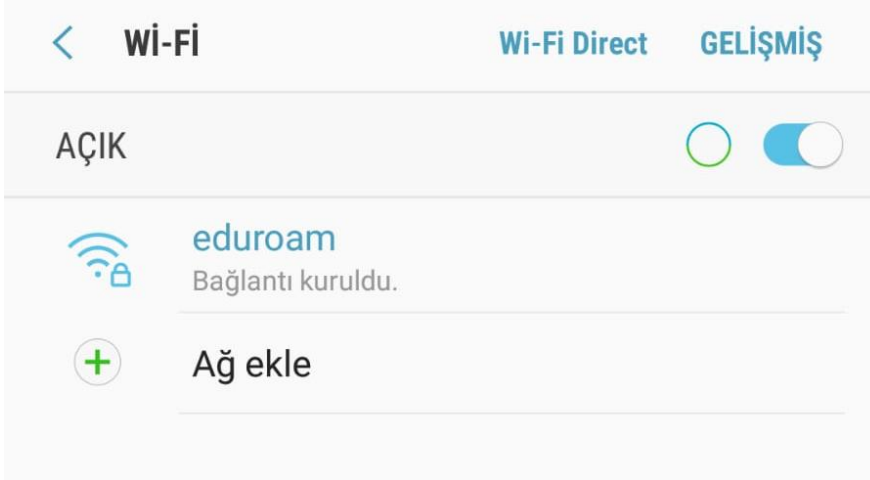 Wİ-Fİ
Wi-Fi Direct
GELİŞMİŞ
AÇIK
eduroam
Bağlantı kuruldu.
Ağ ekle